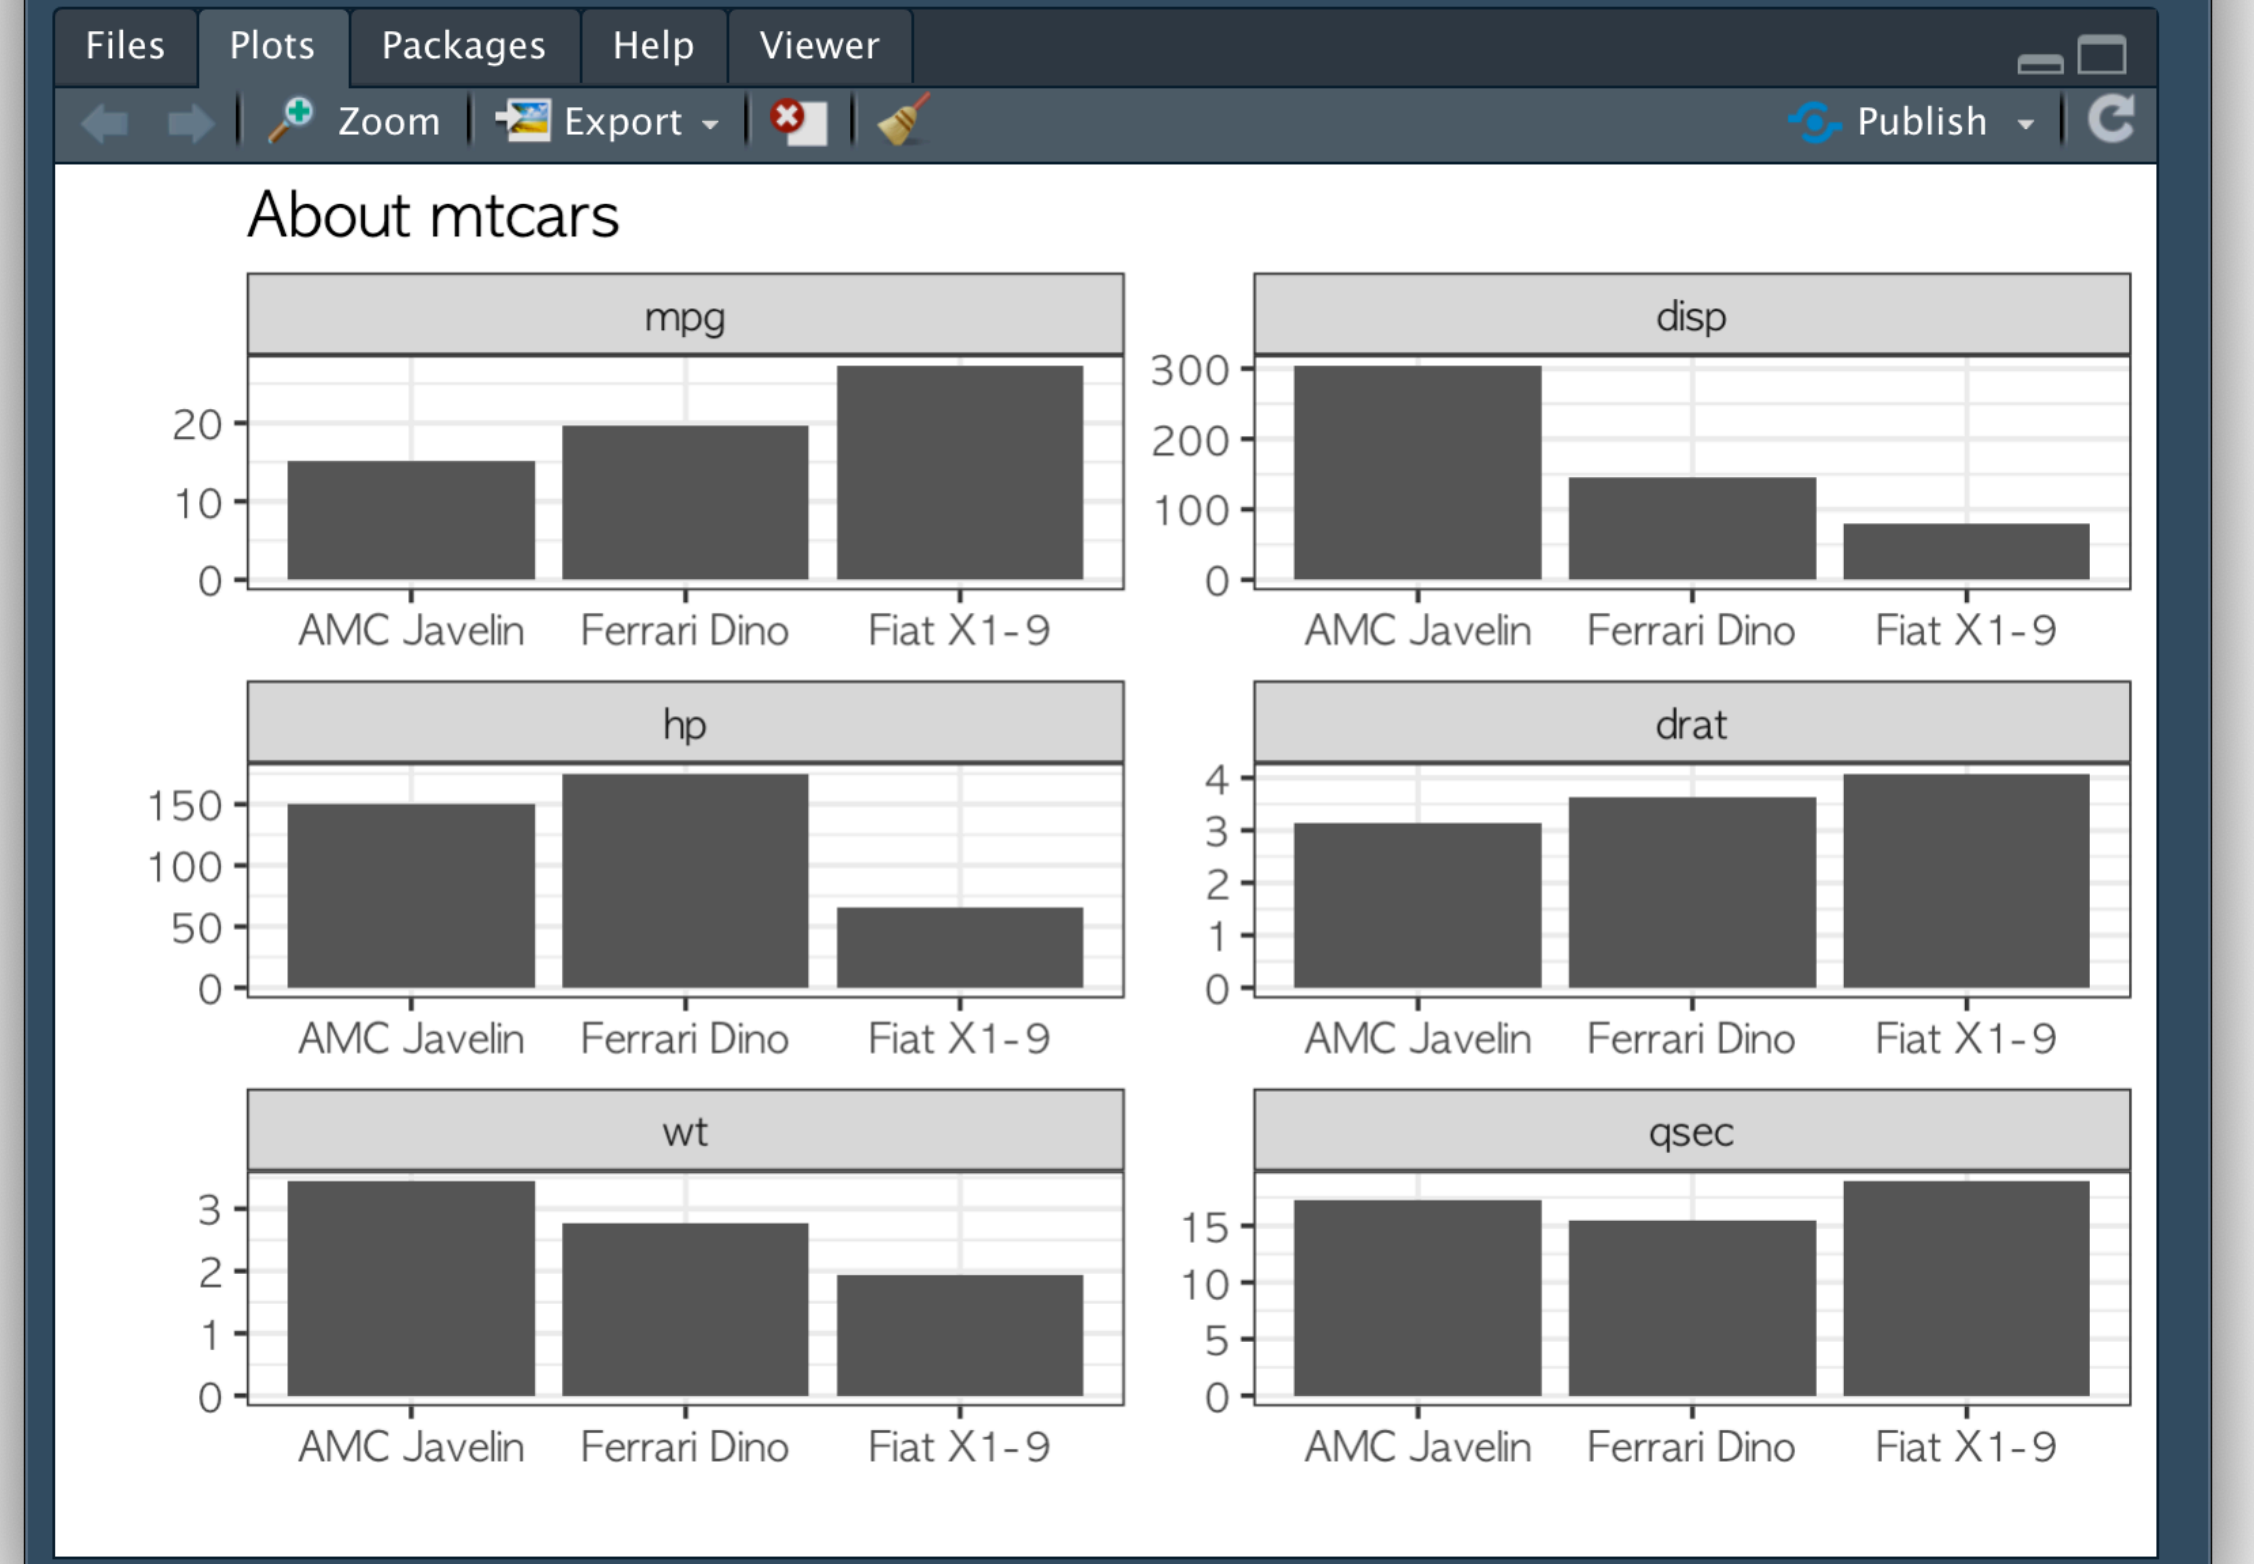 Files Plots Packages Help Viewer
Zoom Export Publish
About mtcars
mpg
20
10
0
AMC Javelin Ferrari Dino Fiat X1-9
disp
300
200
100
0
AMC Javelin Ferrari Dino Fiat X1-9
hp
150
100
50
0
AMC Javelin Ferrari Dino Fiat X1-9
drat
4
3
2
1
0
AMC Javelin Ferrari Dino Fiat X1-9
wt
3
2
1
0
AMC Javelin Ferrari Dino Fiat X1-9
qsec
15
10
5
0
AMC Javelin Ferrari Dino Fiat X1-9